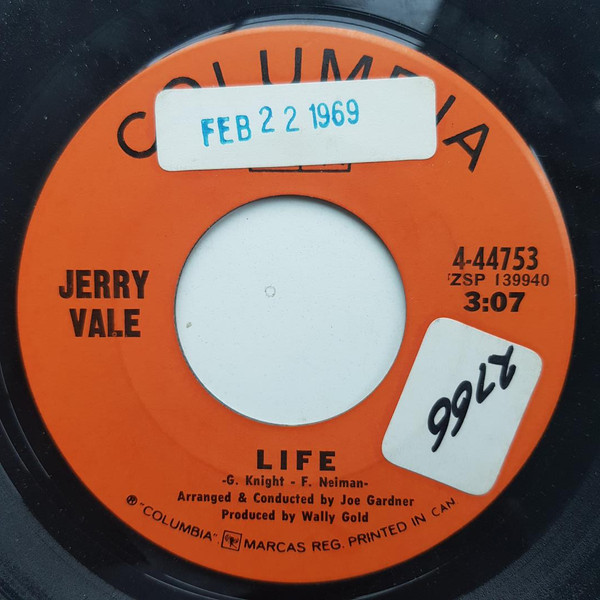 COLUMBIA
FEB 22 1969
JERRY
VALE
4-44753
ZSP 139940
3:07
LIFE
-G. Knight - F. Neiman-
Arranged & Conducted by Joe Gardner
Produced by Wally Gold
® "COLUMBIA", MARCAS REG. PRINTED IN CAN